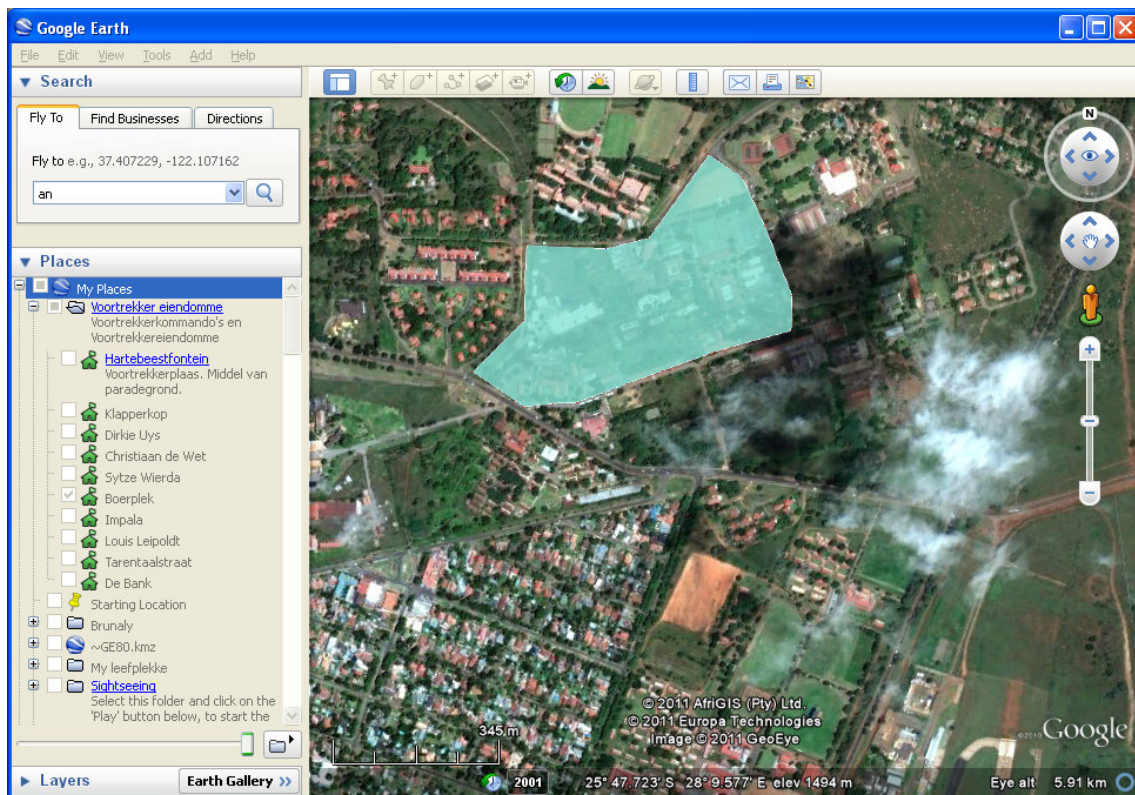 Google Earth
File Edit View Tools Add Help
Search
Fly To Find Businesses Directions
Fly to e.g., 37.407229, -122.107162
an
Places
My Places
Voortrekker eiendomme
Voortrekkerkommando's en
Voortrekkereiendomme
Hartebeestfontein
Voortrekkerplaas. Middel van
paradegrond.
Klapperkop
Dirkie Uys
Christiaan de Wet
Sytze Wierda
Boerplek
Impala
Louis Leipoldt
Tarentaalstraat
De Bank
Starting Location
Brunaly
~GE80.kmz
My leefplekke
Sightseeing
Select this folder and click on the
'Play' button below, to start the
Layers
Earth Gallery >>
N
© 2011 AfriGIS (Pty) Ltd.
© 2011 Europa Technologies
Image © 2011 GeoEye
345 m
©2010 Google
2001 25° 47.723' S 28° 9.577' E elev 1494 m Eye alt 5.91 km